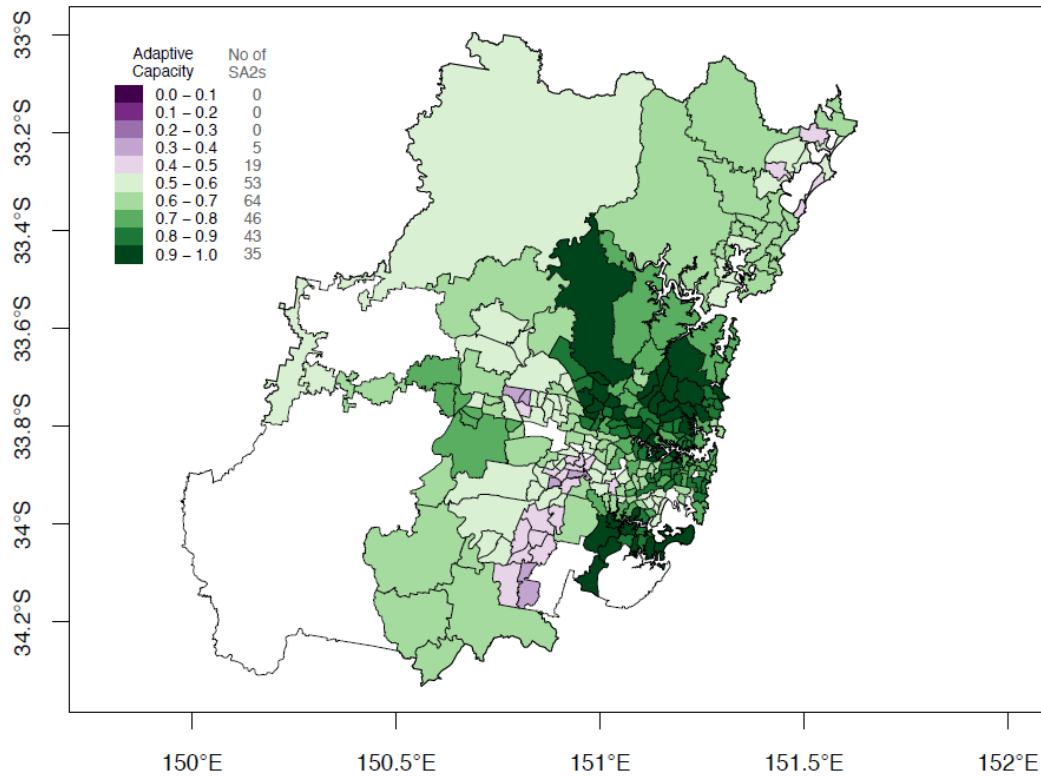 Adaptive Capacity No of SA2s
0.0 – 0.1 0
0.1 – 0.2 0
0.2 – 0.3 0
0.3 – 0.4 5
0.4 – 0.5 19
0.5 – 0.6 53
0.6 – 0.7 64
0.7 – 0.8 46
0.8 – 0.9 43
0.9 – 1.0 35
33°S
33.2°S
33.4°S
33.6°S
33.8°S
34°S
34.2°S
150°E 150.5°E 151°E 151.5°E 152°E